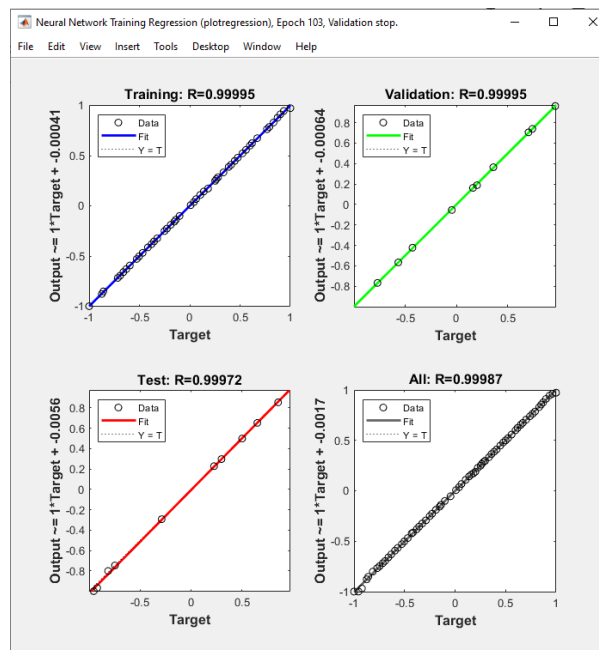 Neural Network Training Regression (plotregression), Epoch 103, Validation stop.
File Edit View Insert Tools Desktop Window Help
Training: R=0.99995
Output ~= 1*Target + -0.00041
1
0.5
0
-0.5
-1
Data
Fit
Y = T
-1 -0.5 0 0.5 1
Target
Validation: R=0.99995
Output ~= 1*Target + -0.00064
0.8
0.6
0.4
0.2
0
-0.2
-0.4
-0.6
-0.8
Data
Fit
Y = T
-0.5 0 0.5
Target
Test: R=0.99972
Output ~= 1*Target + -0.0056
0.8
0.6
0.4
0.2
0
-0.2
-0.4
-0.6
-0.8
Data
Fit
Y = T
-0.5 0 0.5
Target
All: R=0.99987
Output ~= 1*Target + -0.0017
1
0.5
0
-0.5
-1
Data
Fit
Y = T
-1 -0.5 0 0.5 1
Target